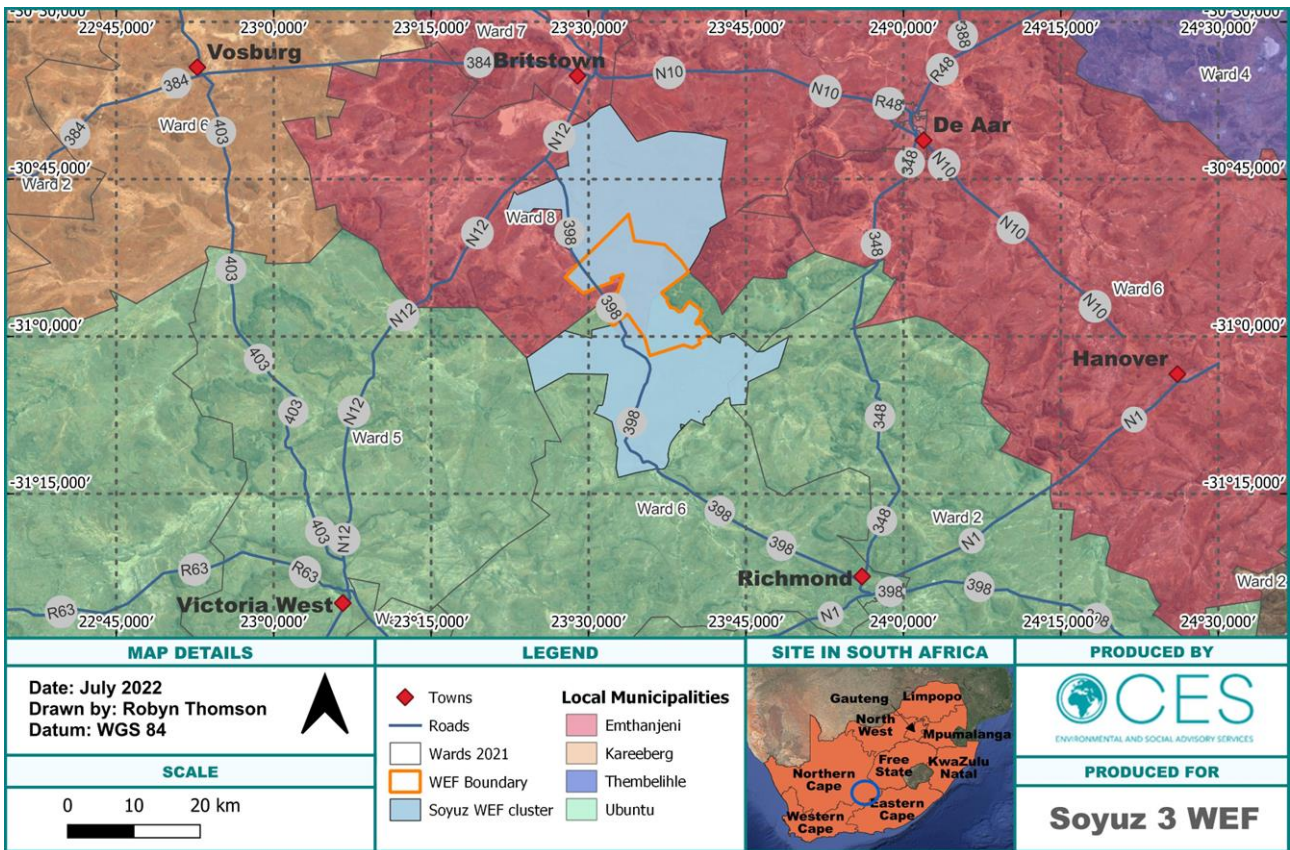 -30°30,000′
22°45,000′
23°0,000′
23°15,000′
23°30,000′
23°45,000′
24°0,000′
24°15,000′
24°30,000′
-30°30,000′
Ward 7
388
Vosburg
384
Britstown
384
N10
R48
Ward 4
384
Ward 6
403
N10
R48
De Aar
384
N12
348
N10
-30°45,000′
Ward 2
-30°45,000′
Ward 8
N12
398
348
N10
403
398
N10
Ward 6
N12
-31°0,000′
403
-31°0,000′
Hanover
403
N12
398
348
N1
Ward 5
-31°15,000′
-31°15,000′
Ward 6
398
348
Ward 2
403
N12
398
N1
R63
R63
Richmond
398
398
Ward 2
R63
Victoria West
N1
398
22°45,000′
23°0,000′
23°15,000′
23°30,000′
23°45,000′
24°0,000′
24°15,000′
24°30,000′
MAP DETAILS
Date: July 2022
Drawn by: Robyn Thomson
Datum: WGS 84
SCALE
0 10 20 km
LEGEND
Towns
Roads
Wards 2021
WEF Boundary
Soyuz WEF cluster
Local Municipalities
Emthanjeni
Kareeberg
Thembelihle
Ubuntu
SITE IN SOUTH AFRICA
Limpopo
Gauteng
North
West
Mpumalanga
Free
State
KwaZulu
Natal
Northern
Cape
Eastern
Cape
Western
Cape
PRODUCED BY
CES
ENVIRONMENTAL AND SOCIAL ADVISORY SERVICES
PRODUCED FOR
Soyuz 3 WEF